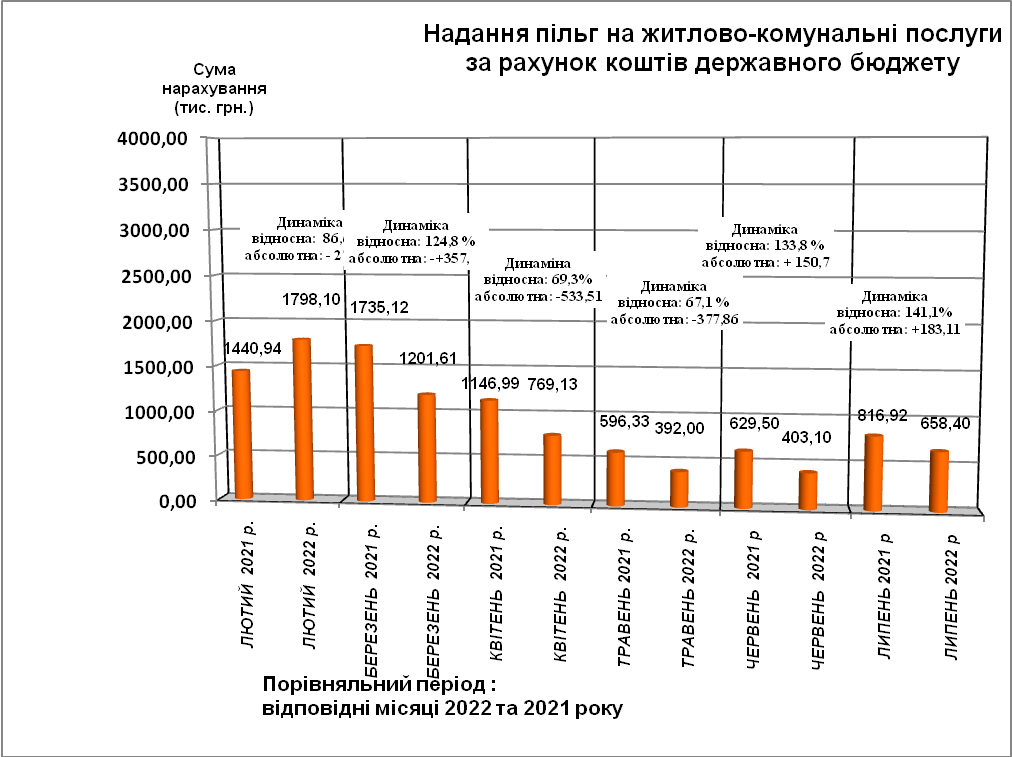 Надання пільг на житлово-комунальні послуги
за рахунок коштів державного бюджету
Сума
нарахування
(тис. грн.)
4000,00
3500,00
3000,00
2500,00
2000,00
1500,00
1000,00
500,00
0,00
Динаміка
відносна: 86,
абсолютна: - 2
Динаміка
відносна: 124,8 %
абсолютна: -+357,
Динаміна
відносна: 69,3%
абсолютна: -533,51
Динаміка
відносна: 67,1 %
абсолютна: -377,86
Динаміка
відносна: 133,8 %
абсолютна: + 150,7
Динаміка
відносна: 141,1%
абсолютна: +183,11
1440,94
1798,10
1735,12
1201,61
1146,99
769,13
596,33
392,00
629,50
403,10
816,92
658,40
ЛЮТИЙ 2021 р.
ЛЮТИЙ 2022 р.
БЕРЕЗЕНЬ 2021 р.
БЕРЕЗЕНЬ 2022 р.
КВІТЕНЬ 2021 р.
КВІТЕНЬ 2022 р.
ТРАВЕНЬ 2021 р.
ТРАВЕНЬ 2022 р.
ЧЕРВЕНЬ 2021 р
ЧЕРВЕНЬ 2022 р
ЛИПЕНЬ 2021 р
ЛИПЕНЬ 2022 р
Порівняльний період :
відповідні місяці 2022 та 2021 року